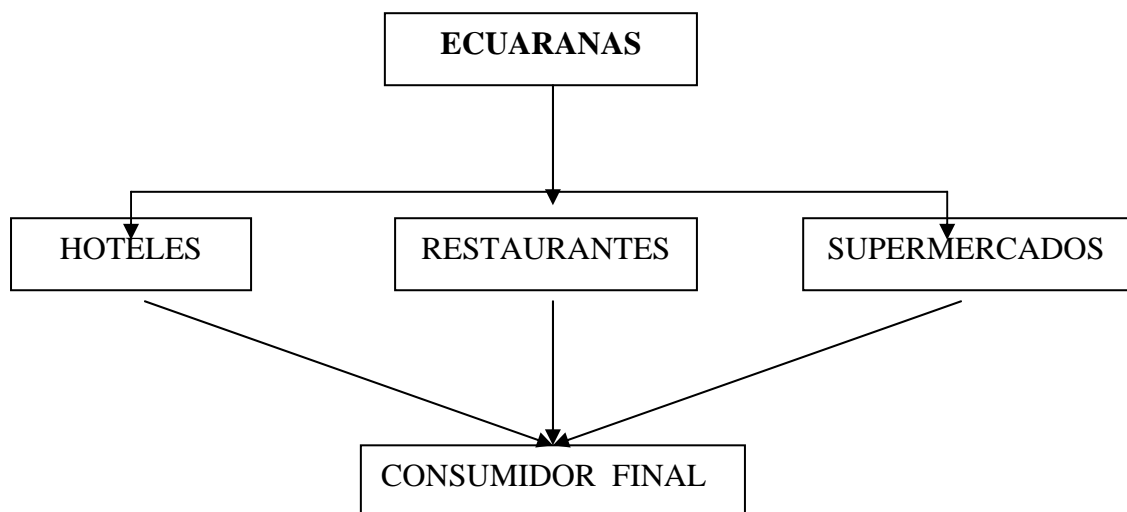 ECUARANAS
HOTELES
RESTAURANTES
SUPERMERCADOS
CONSUMIDOR FINAL